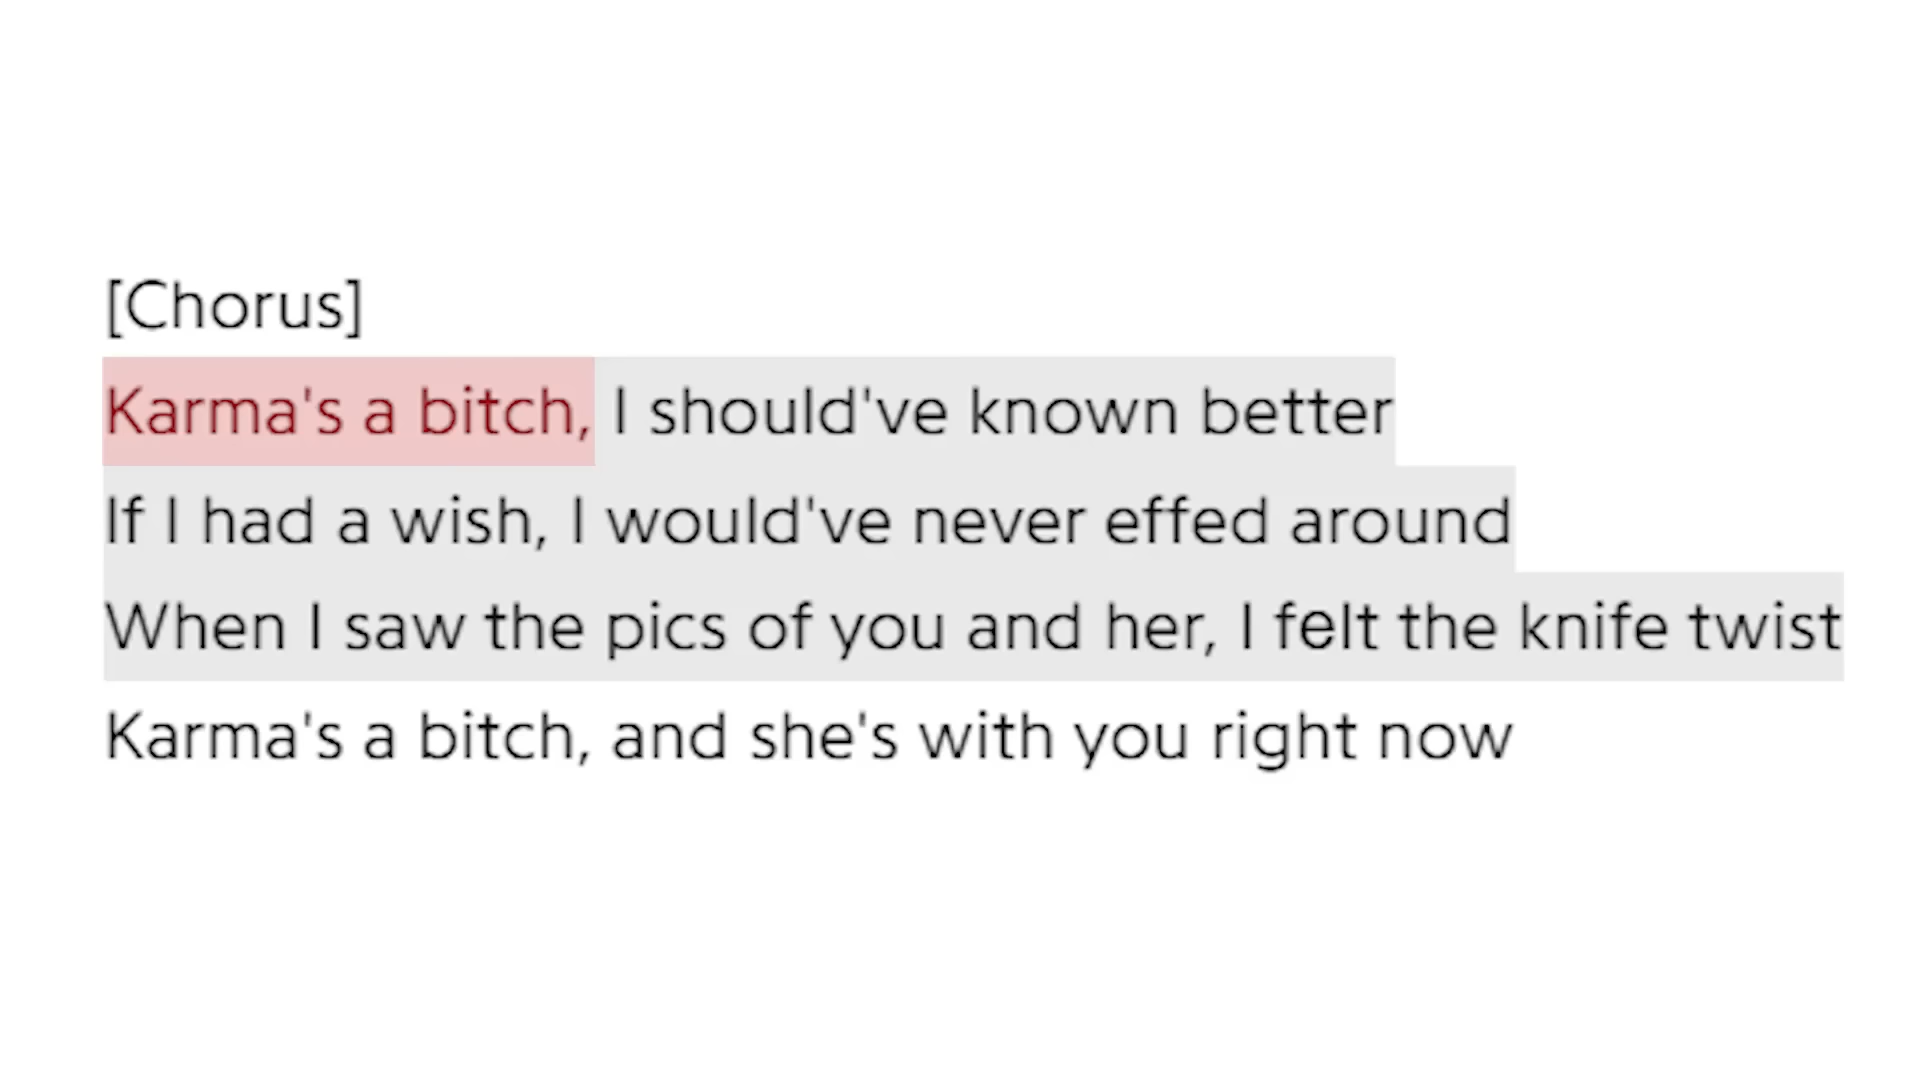 [Chorus]
Karma's a bitch, I should've known better
If I had a wish, I would've never effed around
When I saw the pics of you and her, I felt the knife twist
Karma's a bitch, and she's with you right now